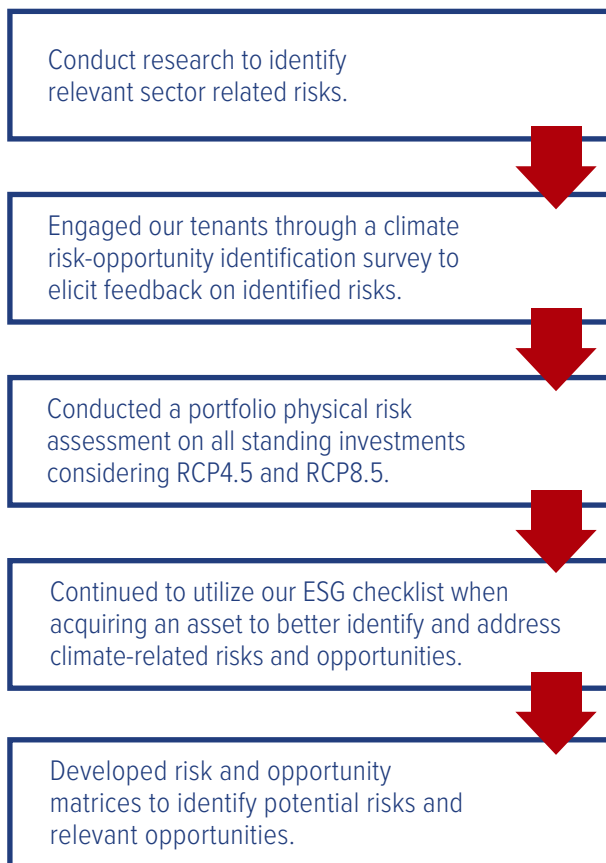 Conduct research to identify
relevant sector related risks.
Engaged our tenants through a climate
risk-opportunity identification survey to
elicit feedback on identified risks.
Conducted a portfolio physical risk
assessment on all standing investments
considering RCP4.5 and RCP8.5.
Continued to utilize our ESG checklist when
acquiring an asset to better identify and address
climate-related risks and opportunities.
Developed risk and opportunity
matrices to identify potential risks and
relevant opportunities.